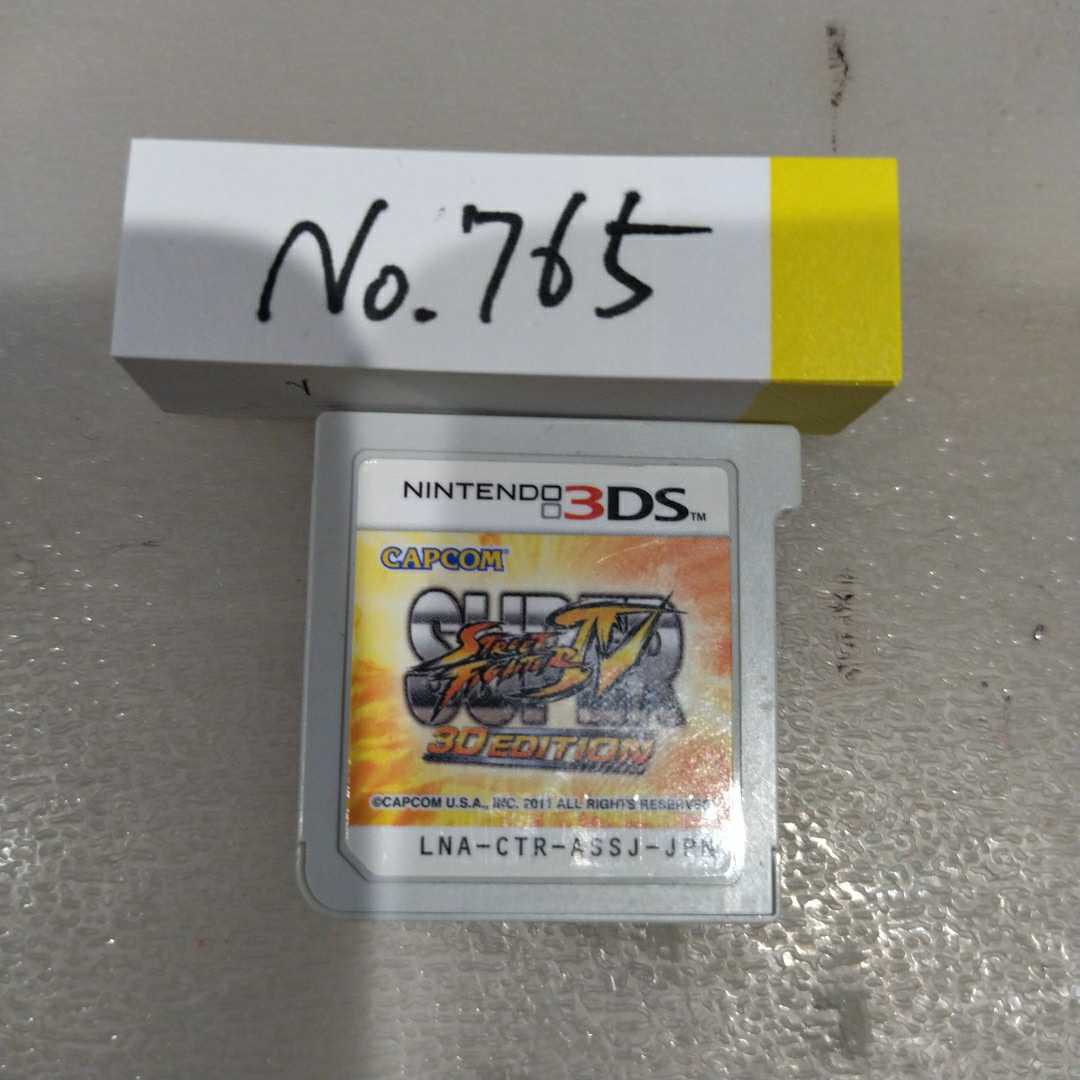 No.765
NINTENDO 3DS™
CAPCOM
SUPER
STREET
FIGHTER IV
3D EDITION
©CAPCOM U.S.A., INC. 2011 ALL RIGHTS RESERVED
LNA-CTR-ASSJ-JPN